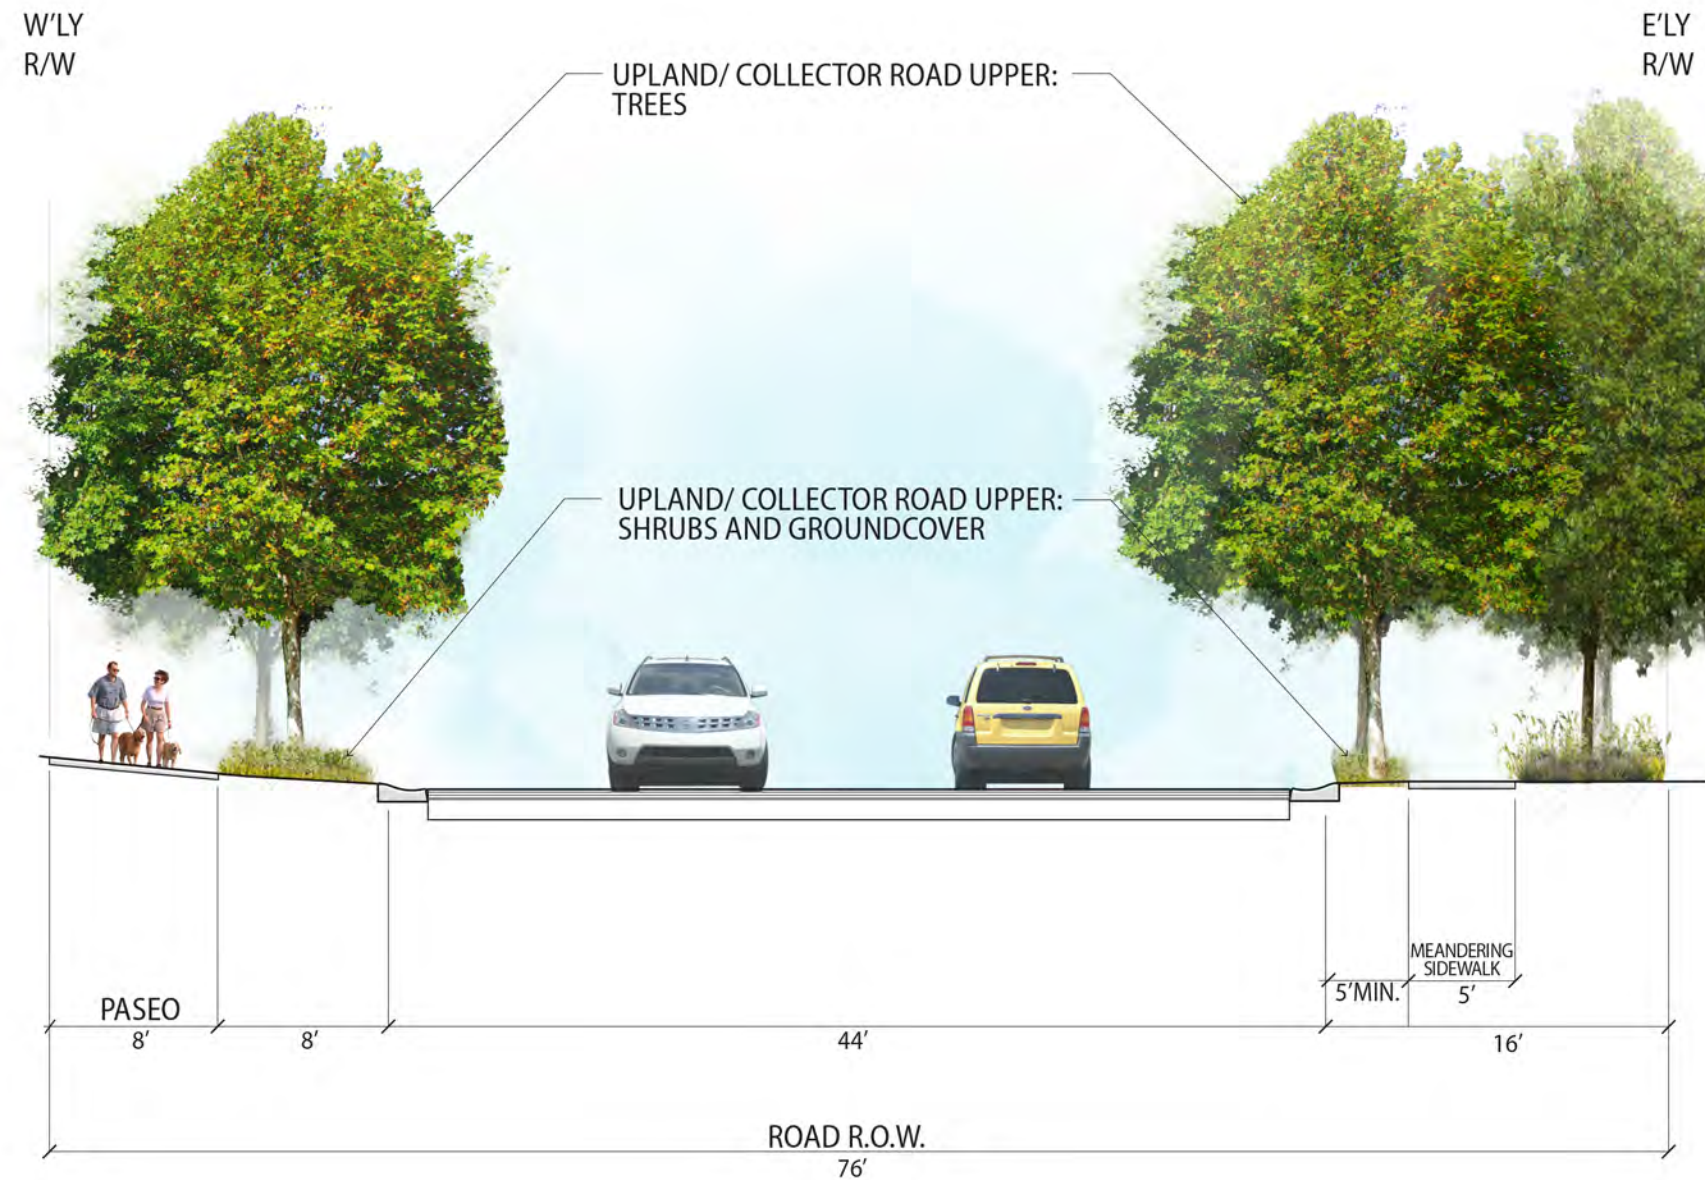 W'LY
R/W
E'LY
R/W
UPLAND/ COLLECTOR ROAD UPPER:
TREES
UPLAND/ COLLECTOR ROAD UPPER:
SHRUBS AND GROUNDCOVER
MEANDERING
SIDEWALK
5'MIN.
5'
PASEO
8'
8'
44'
16'
ROAD R.O.W.
76'